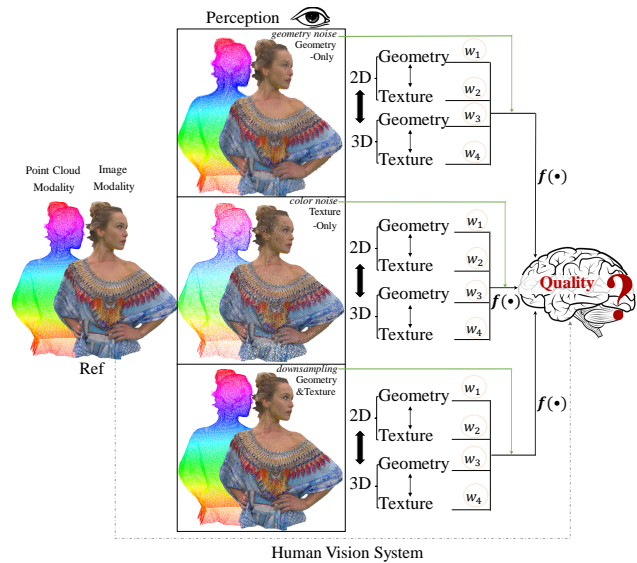 Perception
geometry noise
Geometry
-Only
2D
3D
Geometry
Texture
Geometry
Texture
w1
w2
w3
w4
f(•)
Point Cloud
Modality
Image
Modality
Ref
color noise
Texture
-Only
2D
3D
Geometry
Texture
Geometry
Texture
w1
w2
w3
w4
f(•)
Quality
?
downsampling
Geometry
&Texture
2D
3D
Geometry
Texture
Geometry
Texture
w1
w2
w3
w4
f(•)
Human Vision System